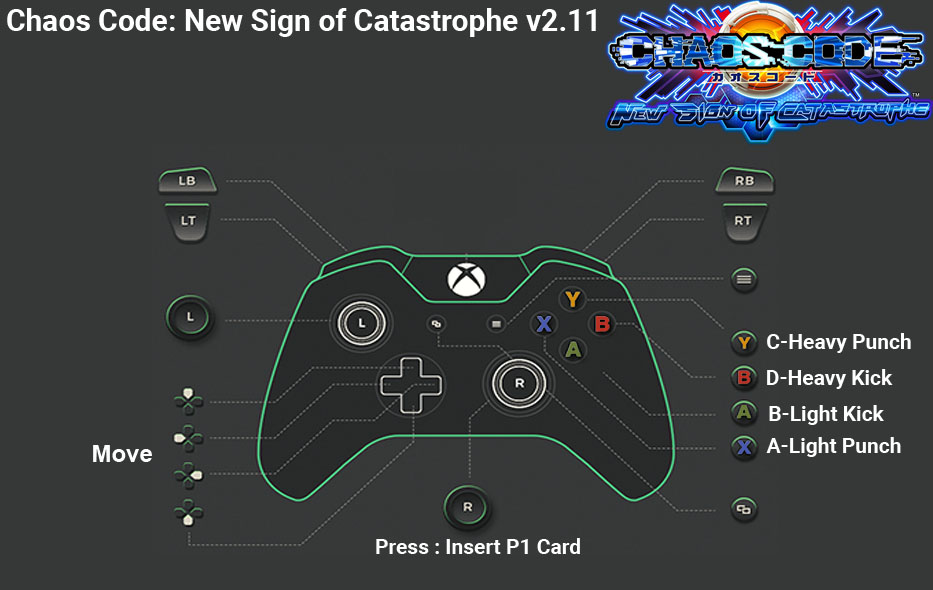 Chaos Code: New Sign of Catastrophe v2.11
CHAOS CODE
カオスコード
TM
New Sign of Catastrophe
LB
RB
LT
RT
L
L
Y
X
B
A
R
Y C-Heavy Punch
B D-Heavy Kick
A B-Light Kick
X A-Light Punch
Move
R
Press : Insert P1 Card